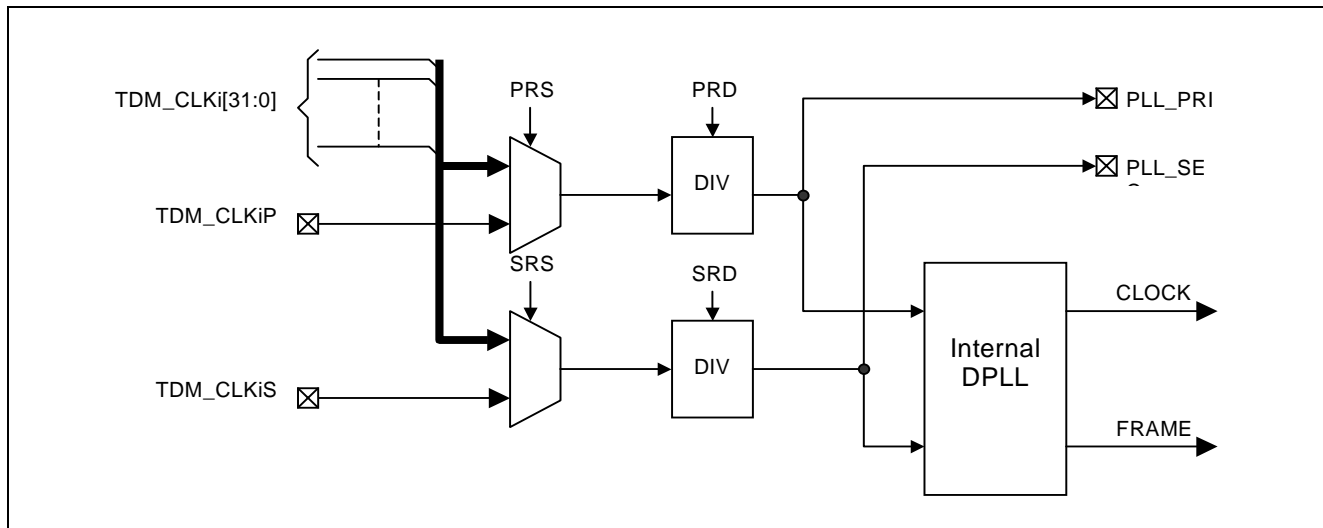 TDM_CLKi[31:0]
PRS
PRD
PLL_PRI
DIV
PLL_SE
TDM_CLKiP
SRS
SRD
CLOCK
Internal
DPLL
DIV
TDM_CLKiS
FRAME